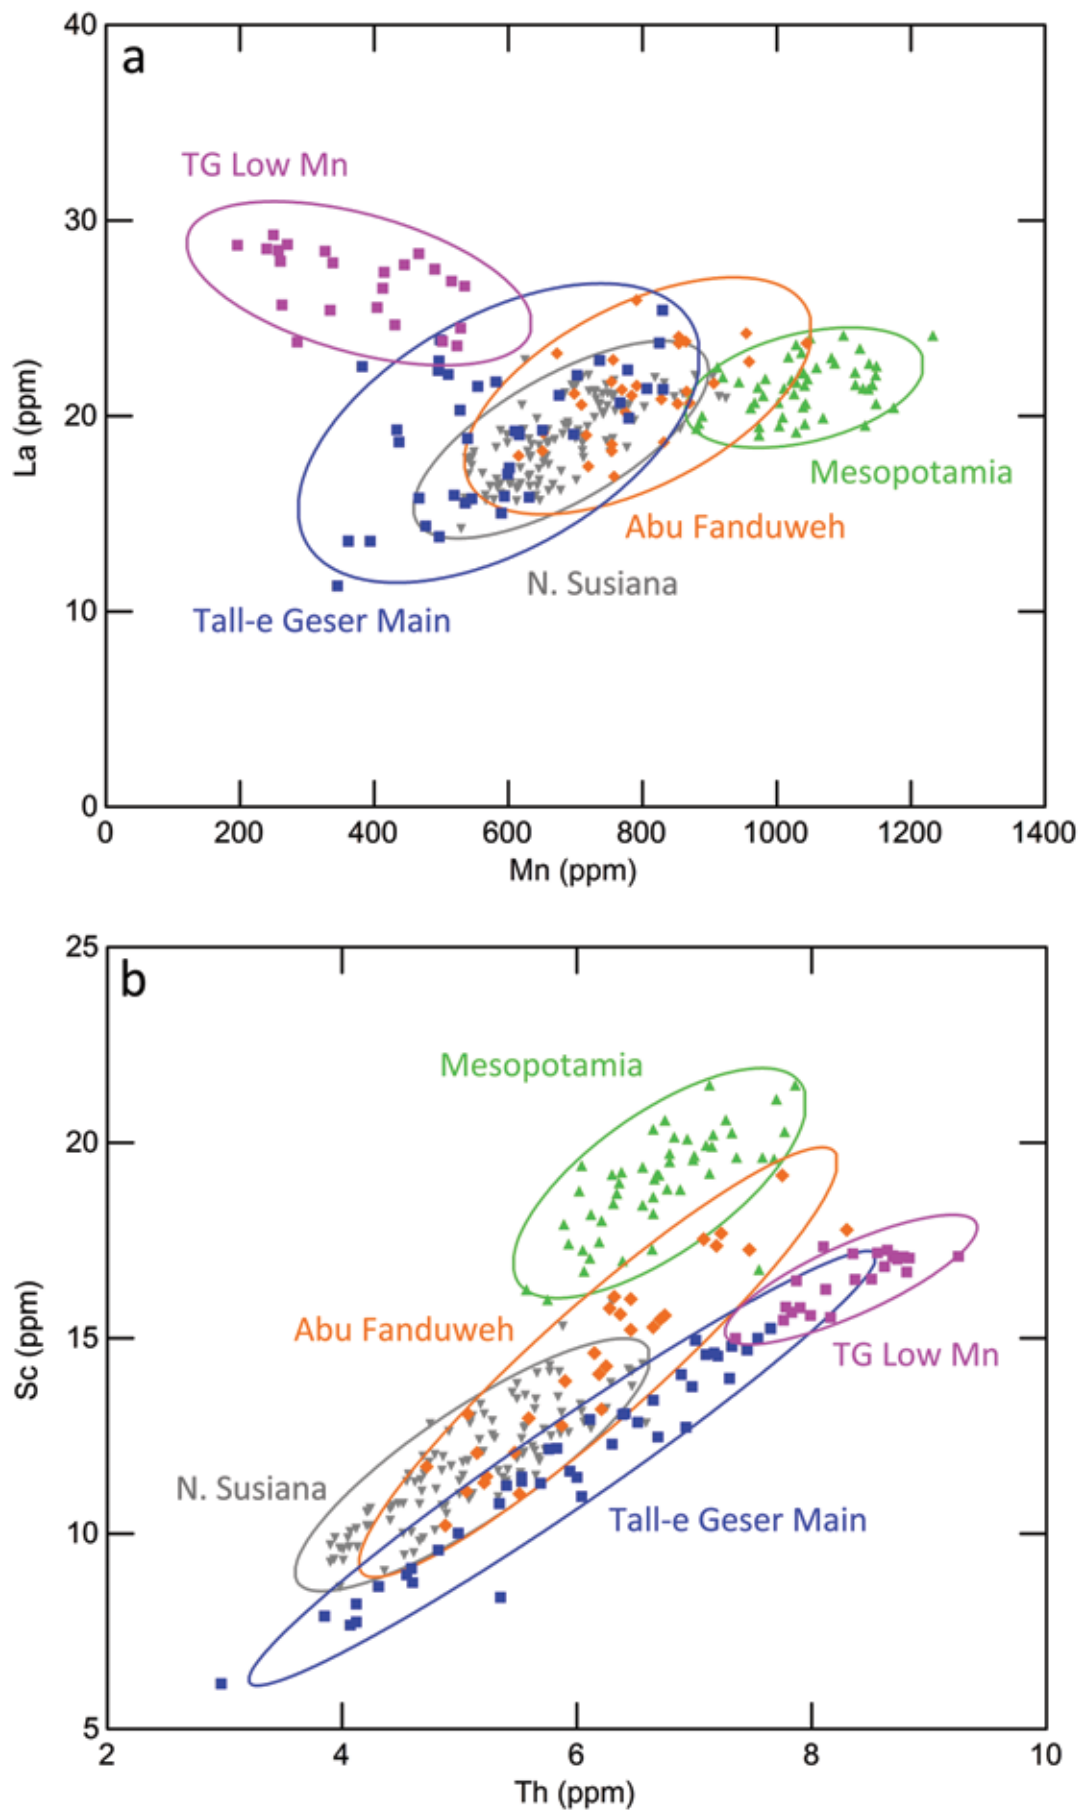 40
a
TG Low Mn
30
La (ppm)
20
Mesopotamia
Abu Fanduweh
N. Susiana
10
Tall-e Geser Main
0
0 200 400 600 800 1000 1200 1400
Mn (ppm)
25
b
Mesopotamia
20
Sc (ppm)
Abu Fanduweh
15
TG Low Mn
N. Susiana
10
Tall-e Geser Main
5
2 4 6 8 10
Th (ppm)